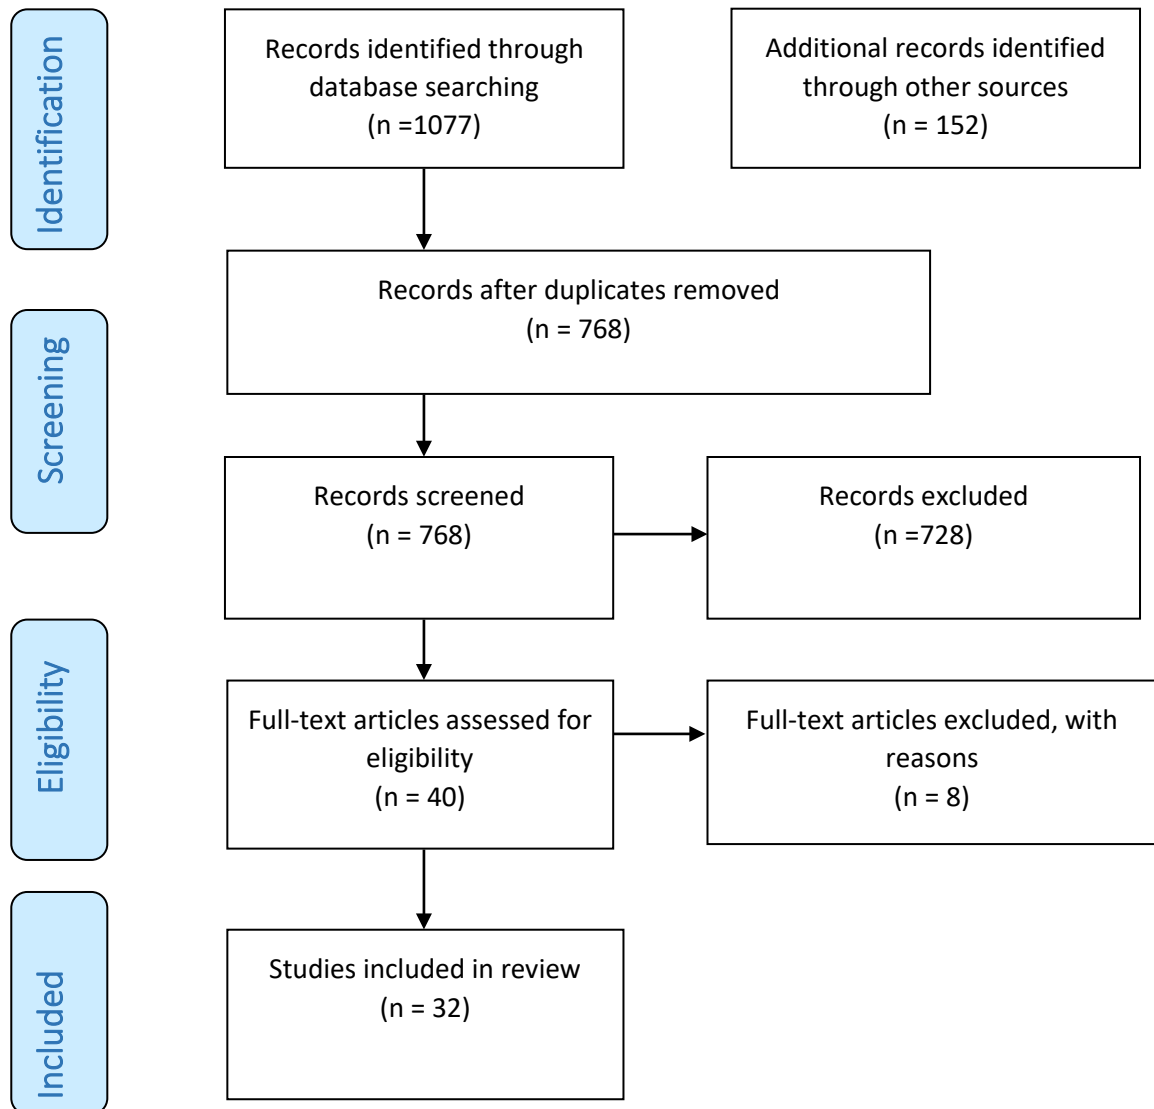 Identification
Records identified through
database searching
(n =1077)
Additional records identified
through other sources
(n = 152)
Records after duplicates removed
(n = 768)
Screening
Records screened
(n = 768)
Records excluded
(n =728)
Eligibility
Full-text articles assessed for
eligibility
(n = 40)
Full-text articles excluded, with
reasons
(n = 8)
Included
Studies included in review
(n = 32)